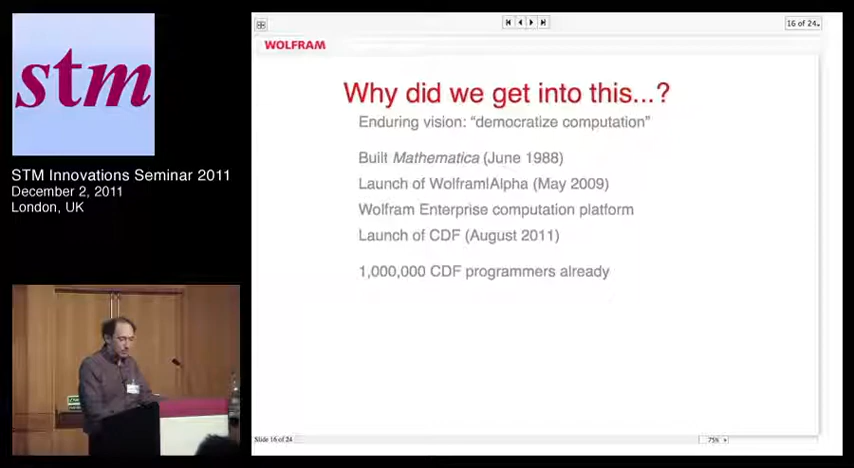 stm
STM Innovations Seminar 2011
December 2, 2011
London, UK
16 of 24
WOLFRAM
Why did we get into this...?
Enduring vision: “democratize computation”
Built Mathematica (June 1988)
Launch of Wolfram|Alpha (May 2009)
Wolfram Enterprise computation platform
Launch of CDF (August 2011)
1,000,000 CDF programmers already
Slide 16 of 24
75%